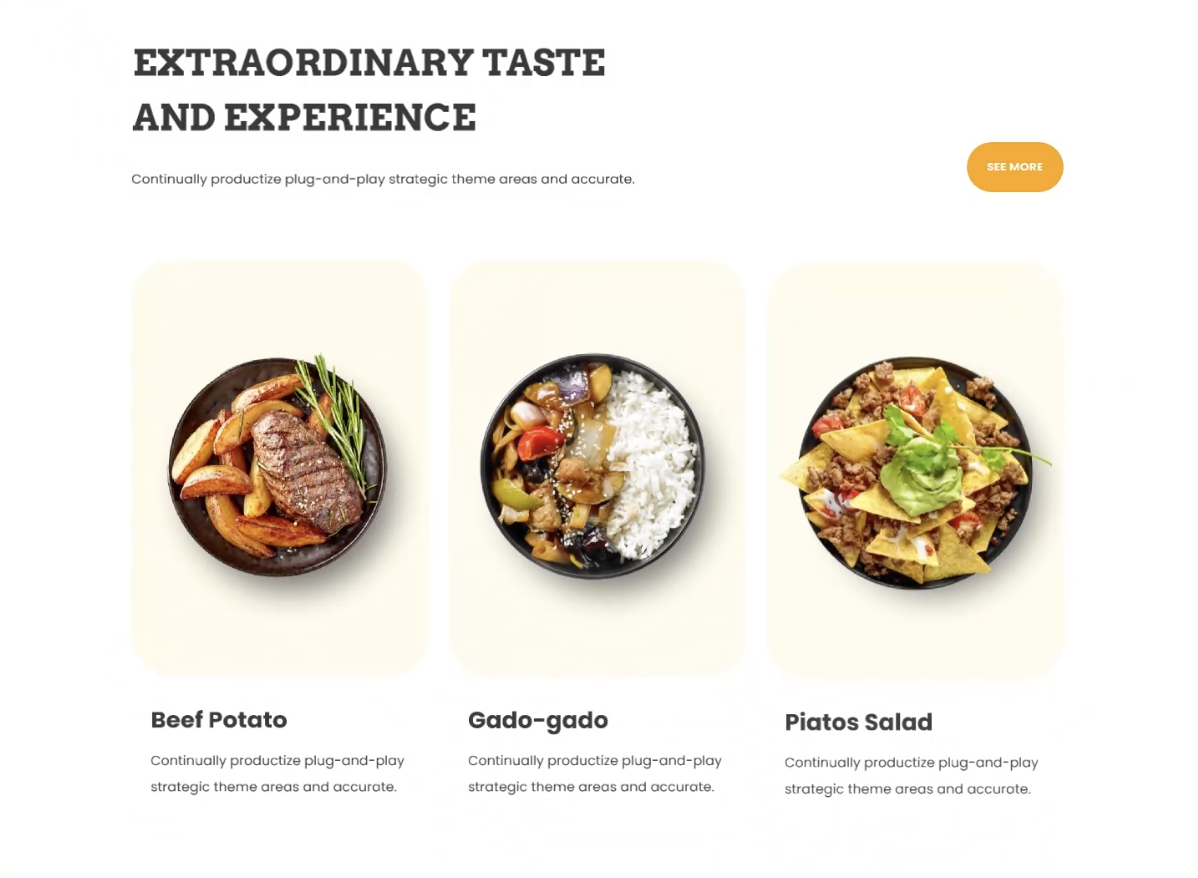 EXTRAORDINARY TASTE
AND EXPERIENCE
Continually productize plug-and-play strategic theme areas and accurate.
SEE MORE
Beef Potato
Continually productize plug-and-play
strategic theme areas and accurate.
Gado-gado
Continually productize plug-and-play
strategic theme areas and accurate.
Piatos Salad
Continually productize plug-and-play
strategic theme areas and accurate.